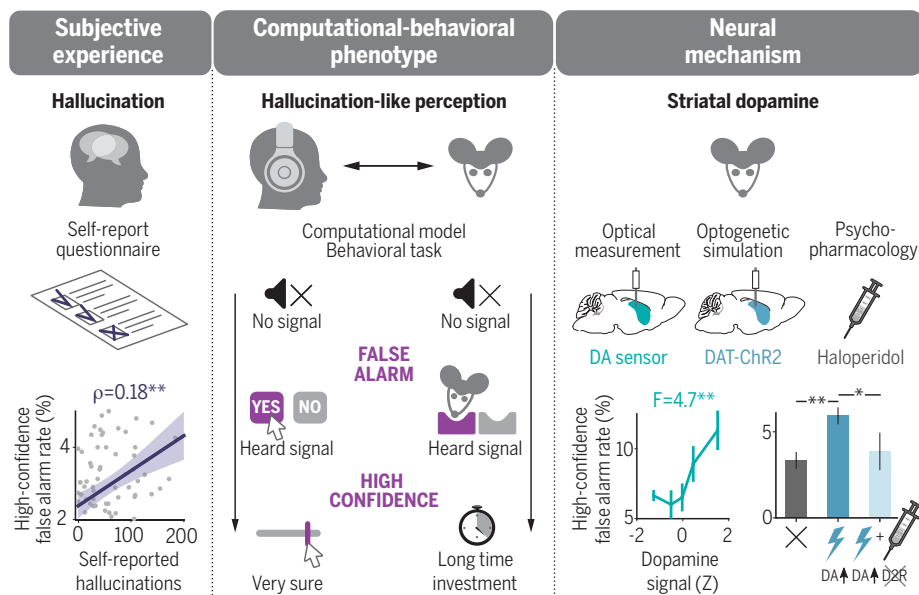 Subjective
experience
Hallucination
Self-report
questionnaire
ρ=0.18**
High-confidence
false alarm rate (%)
4
2
0
100
200
Self-reported
hallucinations
Computational-behavioral
phenotype
Hallucination-like perception
Computational model
Behavioral task
No signal
No signal
FALSE
ALARM
YES
NO
Heard signal
Heard signal
HIGH
CONFIDENCE
Very sure
Long time
investment
Neural
mechanism
Striatal dopamine
Optical
measurement
Optogenetic
simulation
Psycho-
pharmacology
DA sensor
DAT-ChR2
Haloperidol
F=4.7**
High-confidence
false alarm rate (%)
10
5
-2
0
2
Dopamine
signal (Z)
**
*
5
0
+
DA
DA
D2R